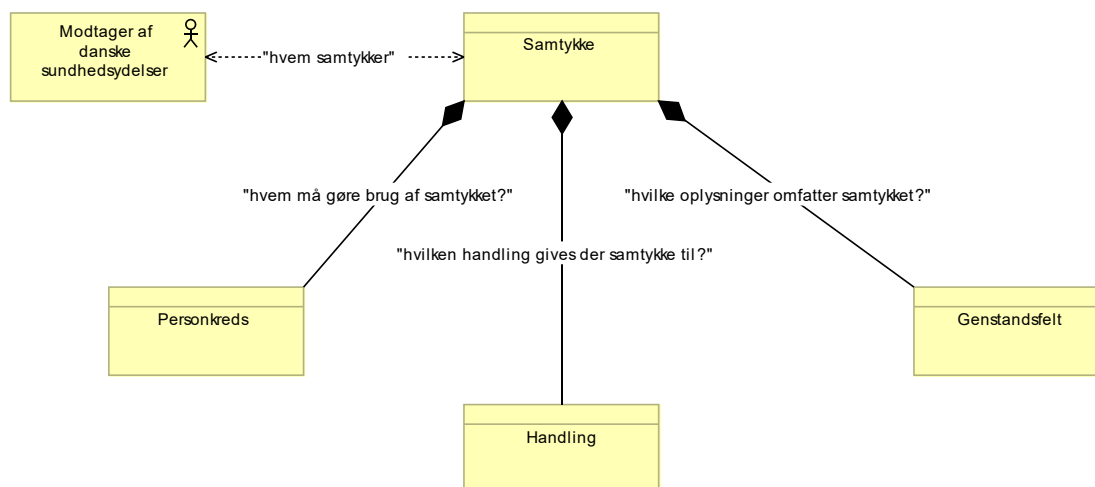 Modtager af
danske
sundhedsydelser
"hvem samtykker"
Samtykke
"hvem må gøre brug af samtykket?"
"hvilke oplysninger omfatter samtykket?"
"hvilken handling gives der samtykke til?"
Personkreds
Genstandsfelt
Handling